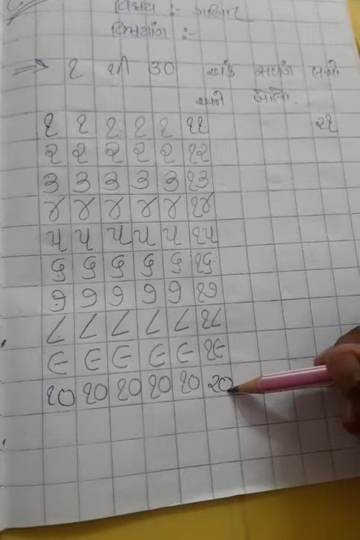 વિષય :- ગણિત
વિભાગ :-
⇒ ૧ થી ૩૦ અંક
અને બોલો.
૧ ૧ ૧ ૧ ૧ ૧૧ ૨૧
૨ ૨ ૨ ૨ ૨ ૧૨
૩ ૩ ૩ ૩ ૩ ૧૩
૪ ૪ ૪ ૪ ૪ ૧૪
૫ ૫ ૫ ૫ ૫ ૧૫
૬ ૬ ૬ ૬ ૬ ૧૬
૭ ૭ ૭ ૭ ૭ ૧૭
૮ ૮ ૮ ૮ ૮ ૧૮
૯ ૯ ૯ ૯ ૯ ૧૯
૧૦ ૧૦ ૧૦ ૧૦ ૧૦ ૨૦